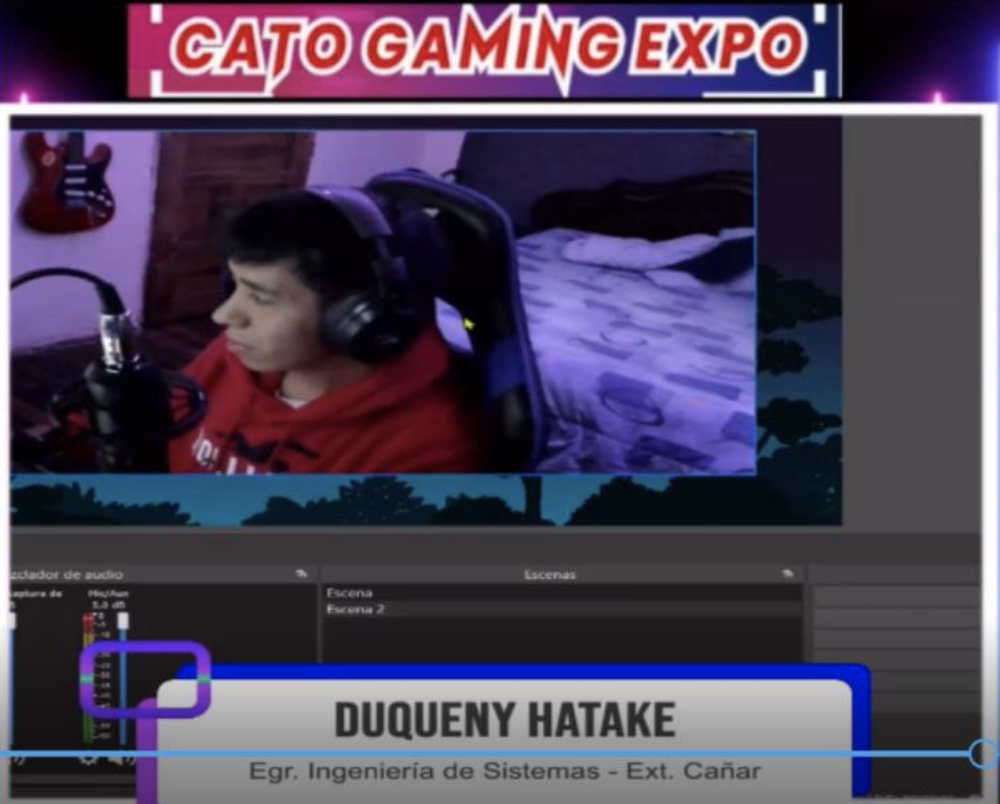 CATO GAMING EXPO
zclador de audio
Escenas
aptura de
Mic/Aux
5.0 dB
Escena
Escena 2
DUQUENY HATAKE
Egr. Ingeniería de Sistemas - Ext. Cañar